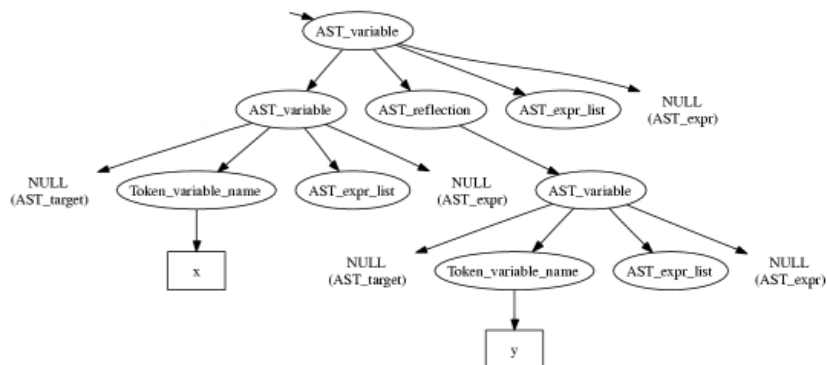 AST_variable
AST_variable
AST_reflection
AST_expr_list
NULL
(AST_expr)
NULL
(AST_target)
Token_variable_name
AST_expr_list
NULL
(AST_expr)
AST_variable
x
NULL
(AST_target)
Token_variable_name
AST_expr_list
NULL
(AST_expr)
y